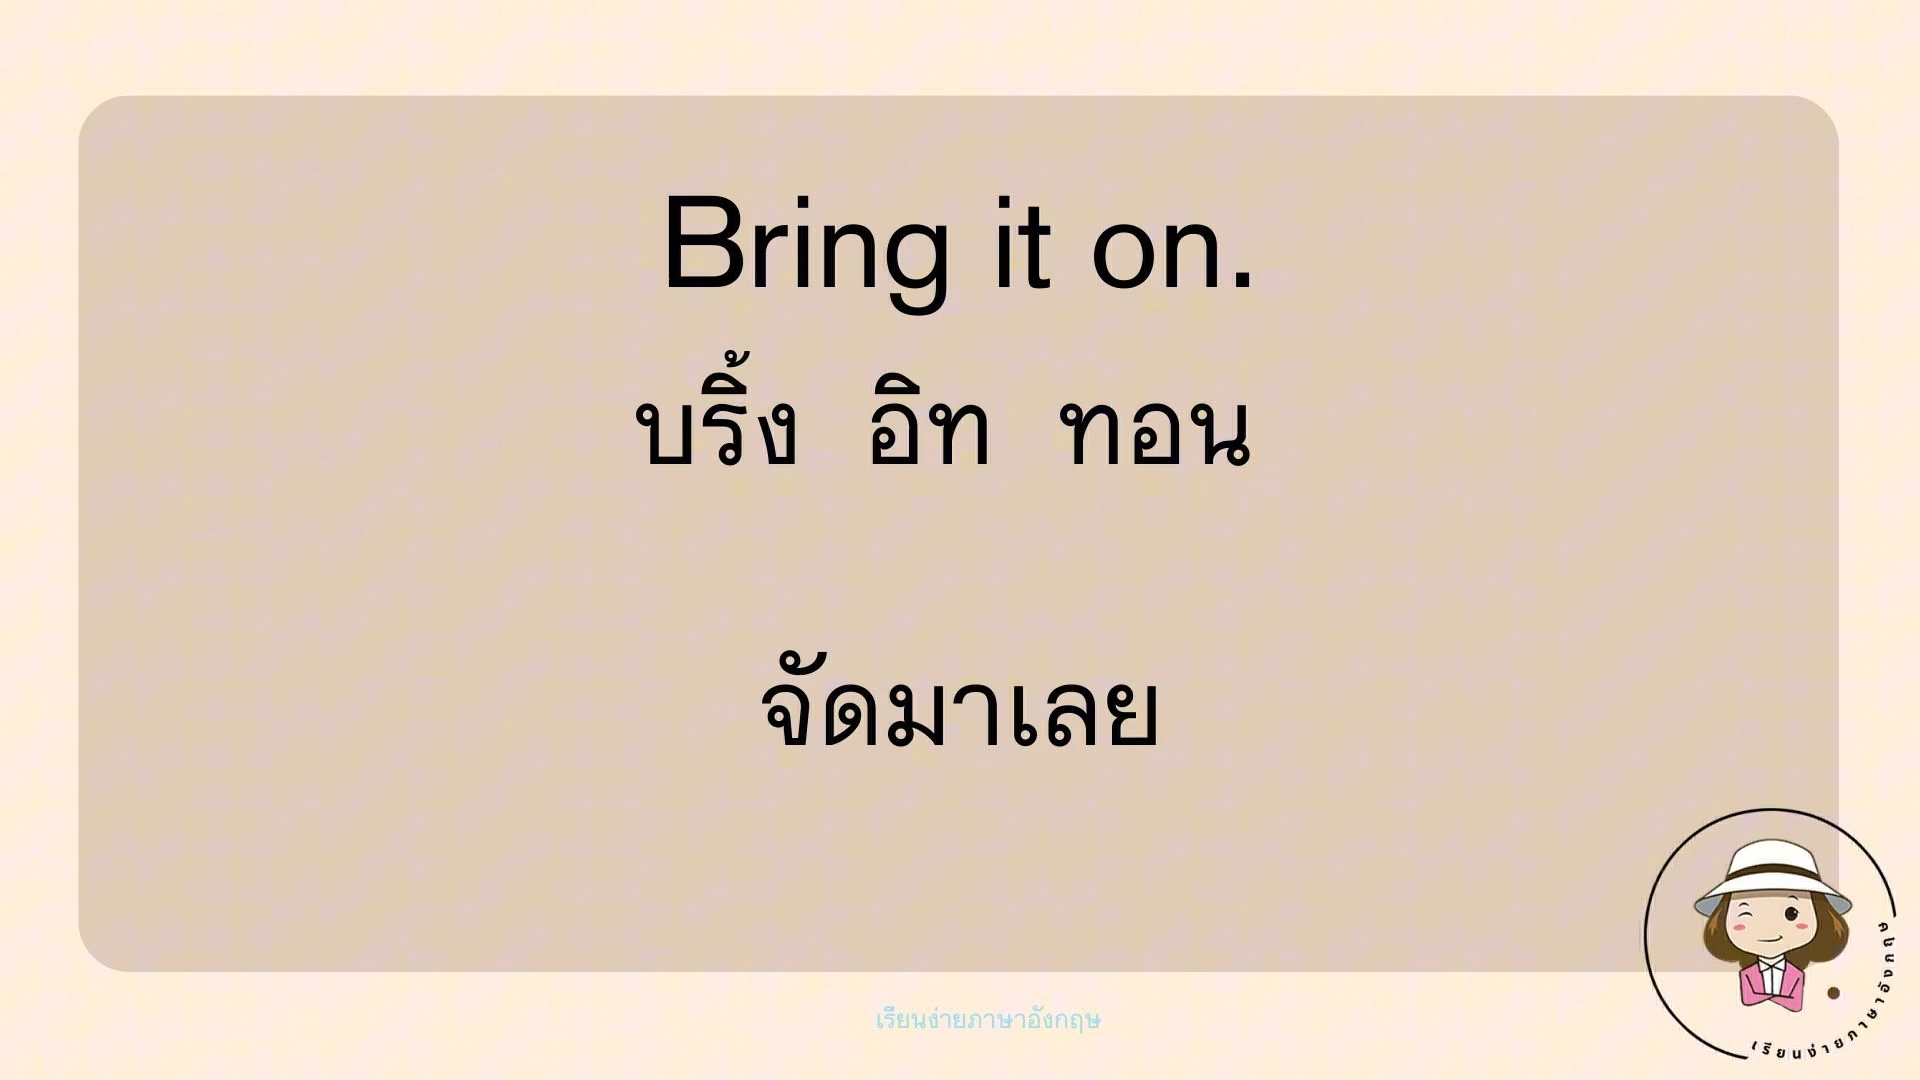 Bring it on.
บริ้ง อิท ทอน
จัดมาเลย
เรียนง่ายภาษาอังกฤษ
เรียนง่ายภาษาอังกฤษ